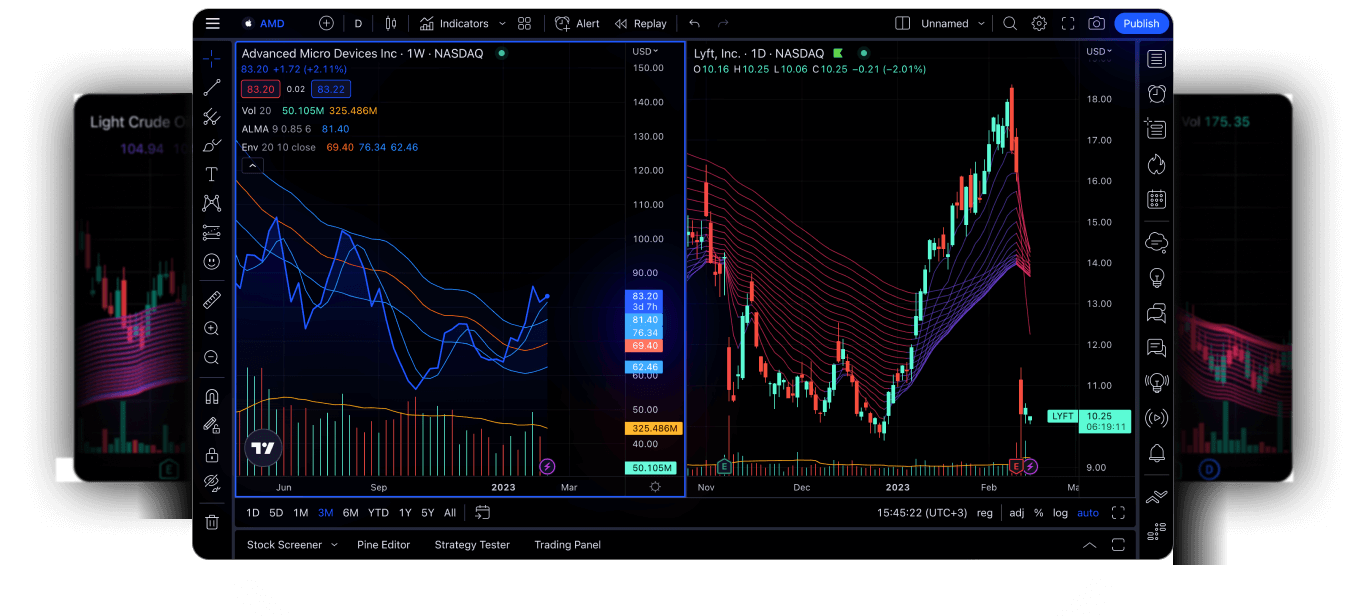 AMD D Indicators Alert Replay Unnamed Publish
Light Crude O
104.94 10
Advanced Micro Devices Inc · 1W · NASDAQ
83.20 +1.72 (+2.11%)
83.20 0.02 83.22
Vol 20 50.105M 325.486M
ALMA 9 0.85 6 81.40
Env 20 10 close 69.40 76.34 62.46
USD
150.00
140.00
130.00
120.00
110.00
100.00
90.00
83.20
3d 7h
81.40
76.34
69.40
62.46
60.00
50.00
325.486M
40.00
50.105M
Jun Sep 2023 Mar
Lyft, Inc. · 1D · NASDAQ
O10.16 H10.25 L10.06 C10.25 −0.21 (−2.01%)
USD
18.00
17.00
16.00
15.00
14.00
13.00
12.00
11.00
LYFT 10.25
06:19:11
9.00
E E
Nov Dec 2023 Feb Ma
Vol 175.35
E
D
1D 5D 1M 3M 6M YTD 1Y 5Y All
15:45:22 (UTC+3) reg adj % log auto
Stock Screener Pine Editor Strategy Tester Trading Panel